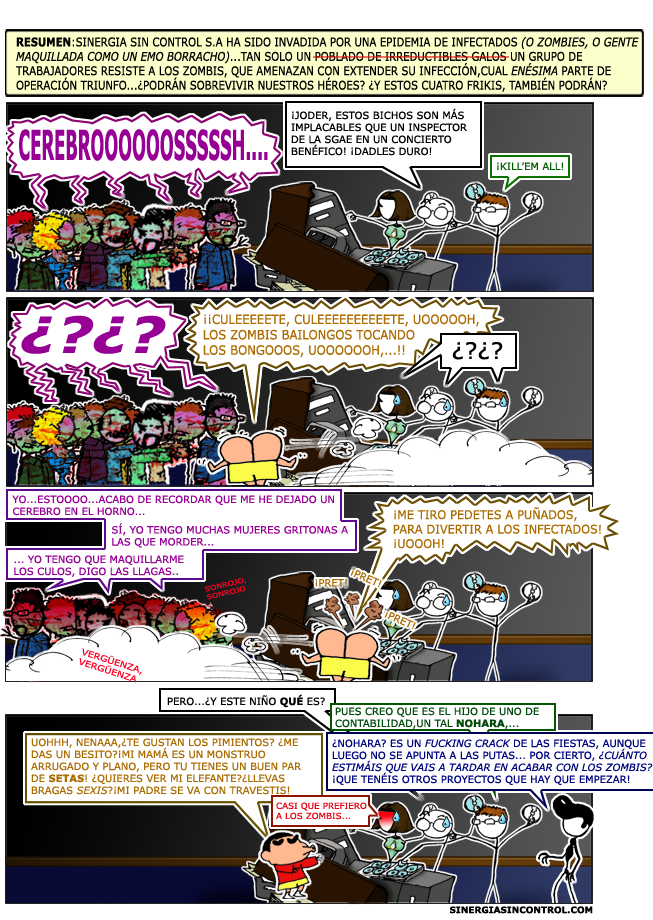 RESUMEN:SINERGIA SIN CONTROL S.A HA SIDO INVADIDA POR UNA EPIDEMIA DE INFECTADOS (O ZOMBIES, O GENTE
MAQUILLADA COMO UN EMO BORRACHO)...TAN SOLO UN POBLADO DE IRREDUCTIBLES GALOS UN GRUPO DE
TRABAJADORES RESISTE A LOS ZOMBIS, QUE AMENAZAN CON EXTENDER SU INFECCIÓN,CUAL ENÉSIMA PARTE DE
OPERACIÓN TRIUNFO...¿PODRÁN SOBREVIVIR NUESTROS HÉROES? ¿Y ESTOS CUATRO FRIKIS, TAMBIÉN PODRÁN?
CEREBROOOOOOSSSSSH....
¡JODER, ESTOS BICHOS SON MÁS
IMPLACABLES QUE UN INSPECTOR
DE LA SGAE EN UN CONCIERTO
BENÉFICO! ¡DADLES DURO!
¡KILL'EM ALL!
¿?¿?
¡¡CULEEEEETE, CULEEEEEEEEEETE, UOOOOOH,
LOS ZOMBIS BAILONGOS TOCANDO
LOS BONGOOOS, UOOOOOOH,...!!
¿?¿?
YO...ESTOOOO...ACABO DE RECORDAR QUE ME HE DEJADO UN
CEREBRO EN EL HORNO...
SÍ, YO TENGO MUCHAS MUJERES GRITONAS A
LAS QUE MORDER...
... YO TENGO QUE MAQUILLARME
LOS CULOS, DIGO LAS LLAGAS..
¡ME TIRO PEDETES A PUÑADOS,
PARA DIVERTIR A LOS INFECTADOS!
¡UOOOH!
SONROJO,
SONROJO
¡PRET!
¡PRET!
¡PRET!
VERGÜENZA,
VERGÜENZA
PERO...¿Y ESTE NIÑO QUÉ ES?
PUES CREO QUE ES EL HIJO DE UNO DE
CONTABILIDAD,UN TAL NOHARA,...
UOHHH, NENAAA,¿TE GUSTAN LOS PIMIENTOS? ¿ME
DAS UN BESITO?¡MI MAMÁ ES UN MONSTRUO
ARRUGADO Y PLANO, PERO TU TIENES UN BUEN PAR
DE SETAS! ¿QUIERES VER MI ELEFANTE?¿LLEVAS
BRAGAS SEXIS?¡MI PADRE SE VA CON TRAVESTIS!
¿NOHARA? ES UN FUCKING CRACK DE LAS FIESTAS, AUNQUE
LUEGO NO SE APUNTA A LAS PUTAS... POR CIERTO, ¿CUÁNTO
ESTIMÁIS QUE VAIS A TARDAR EN ACABAR CON LOS ZOMBIS?
¡QUE TENÉIS OTROS PROYECTOS QUE HAY QUE EMPEZAR!
CASI QUE PREFIERO
A LOS ZOMBIS...
SINERGIASINCONTROL.COM